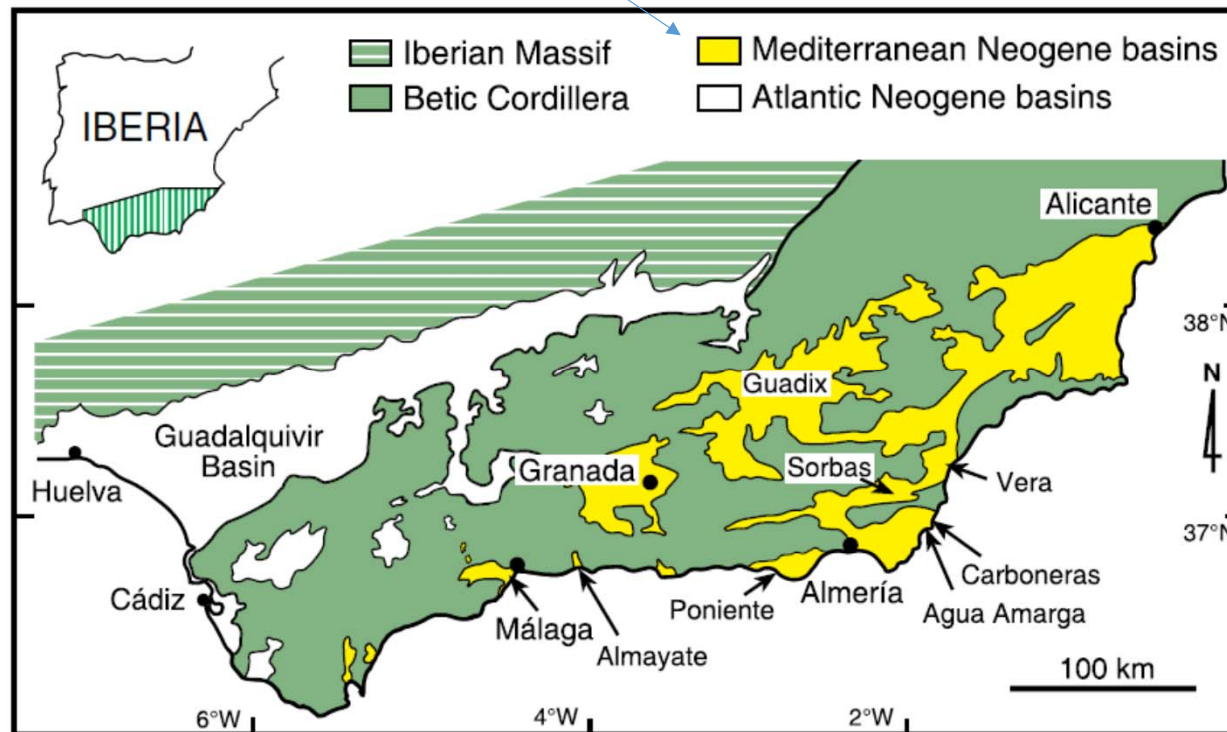 Iberian Massif
Betic Cordillera
Mediterranean Neogene basins
Atlantic Neogene basins
IBERIA
Alicante
38°N
Guadix
N
Guadalquivir
Basin
Granada
Sorbas
Vera
Huelva
37°N
Carboneras
Cádiz
Poniente
Almería
Agua Amarga
Málaga
Almayate
100 km
6°W
4°W
2°W